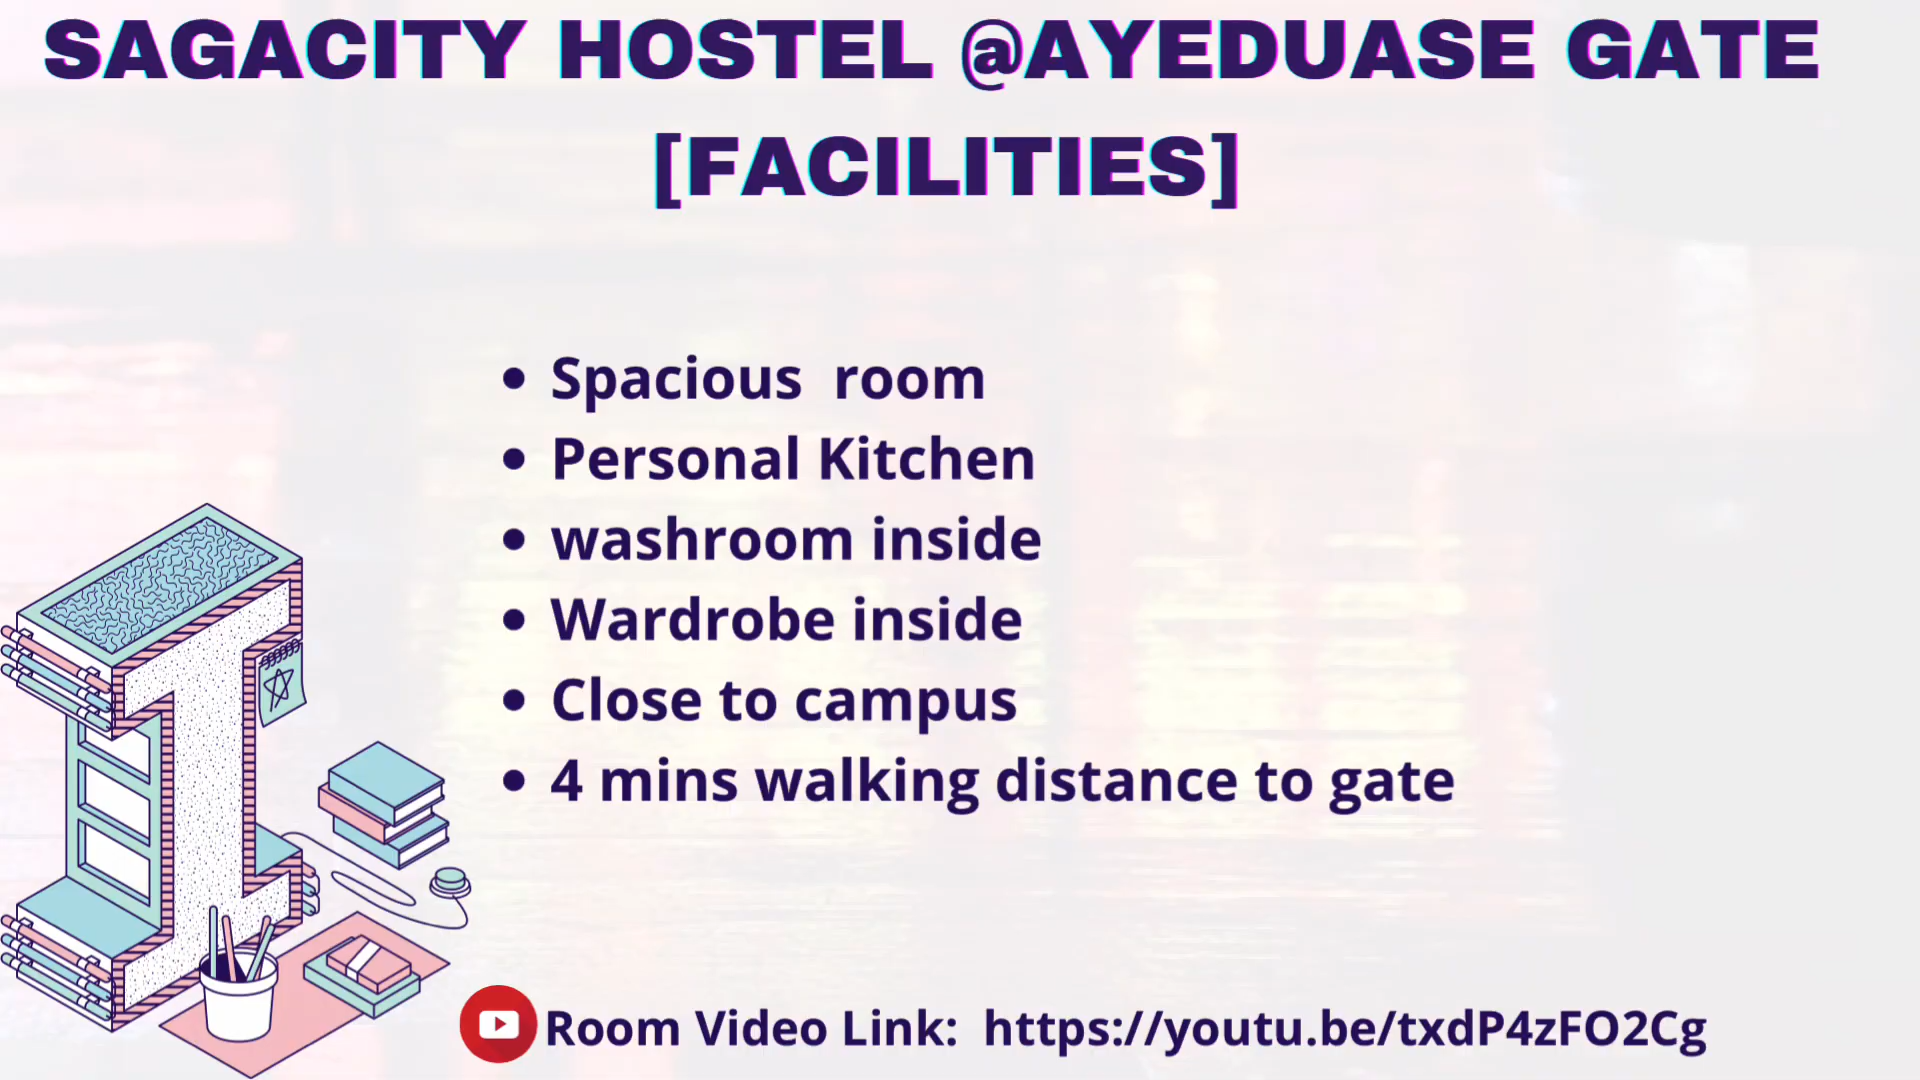 SAGACITY HOSTEL @AYEDUASE GATE
[FACILITIES]
• Spacious  room
• Personal Kitchen
• washroom inside
• Wardrobe inside
• Close to campus
• 4 mins walking distance to gate
Room Video Link:  https://youtu.be/txdP4zFO2Cg